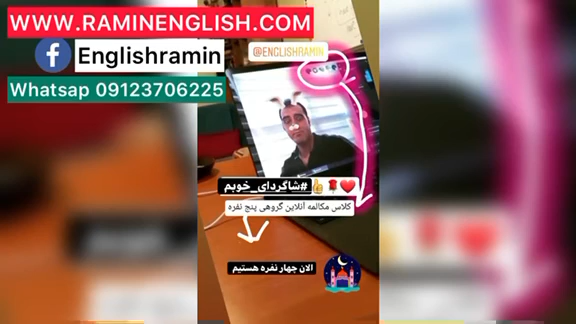 WWW.RAMINENGLISH.COM
Englishramin
Whatsap 09123706225
@ENGLISHRAMIN
#شاگردای_خوبم
کلاس مکالمه آنلاین گروهی پنج نفره
الان چهار نفره هستیم